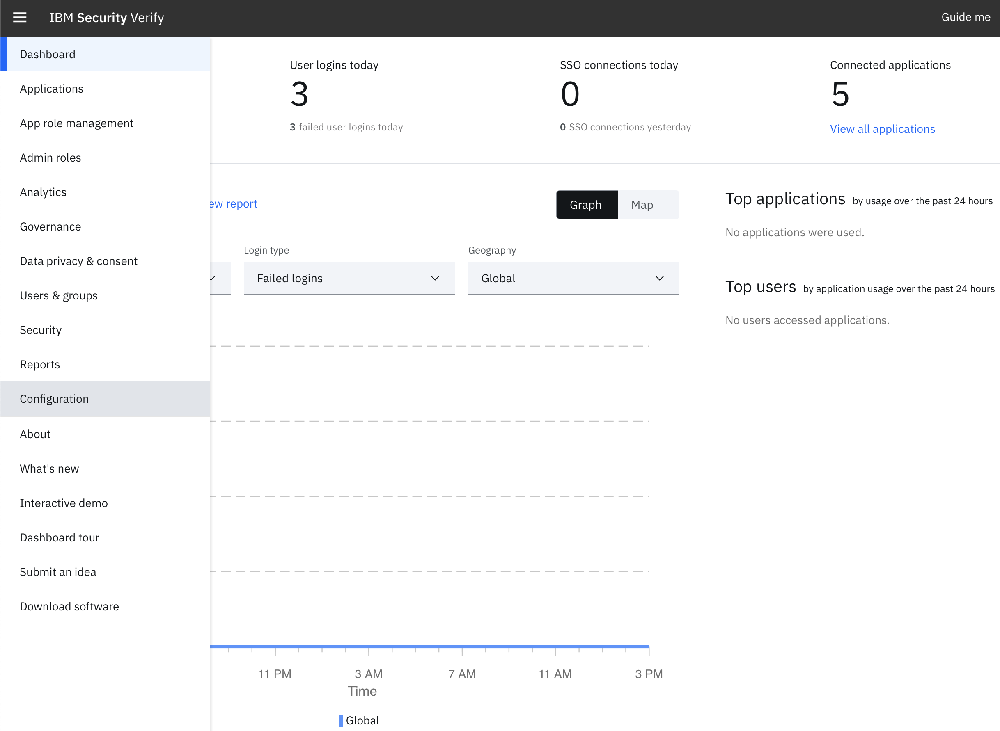 IBM Security Verify
Guide me
Dashboard
Applications
App role management
Admin roles
Analytics
Governance
Data privacy & consent
Users & groups
Security
Reports
Configuration
About
What's new
Interactive demo
Dashboard tour
Submit an idea
Download software
User logins today
3
3 failed user logins today
SSO connections today
0
0 SSO connections yesterday
Connected applications
5
View all applications
ew report
Graph
Map
Login type
Failed logins
Geography
Global
Top applications by usage over the past 24 hours
No applications were used.
Top users by application usage over the past 24 hours
No users accessed applications.
11 PM
3 AM
7 AM
11 AM
3 PM
Time
Global